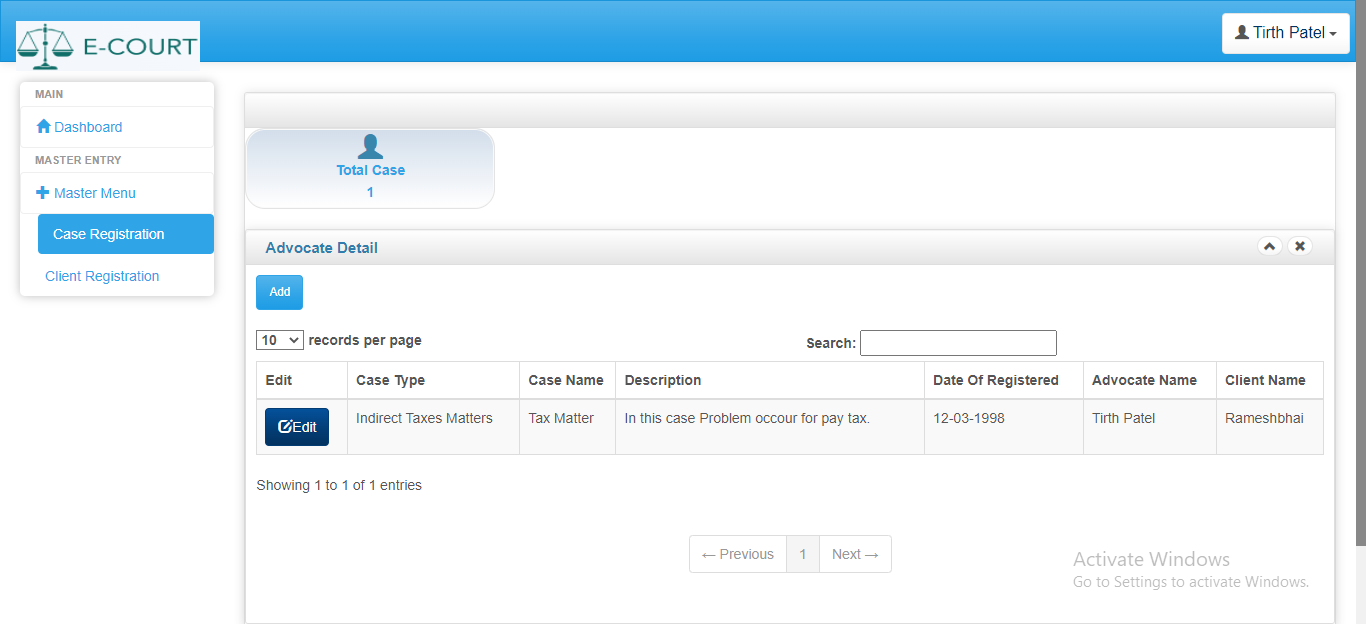 E-COURT
Tirth Patel
MAIN
Dashboard
MASTER ENTRY
Master Menu
Case Registration
Client Registration
Total Case
1
Advocate Detail
Add
10 records per page
Search:
Edit Case Type Case Name Description Date Of Registered Advocate Name Client Name
Edit Indirect Taxes Matters Tax Matter In this case Problem occour for pay tax. 12-03-1998 Tirth Patel Rameshbhai
Showing 1 to 1 of 1 entries
← Previous 1 Next →
Activate Windows
Go to Settings to activate Windows.